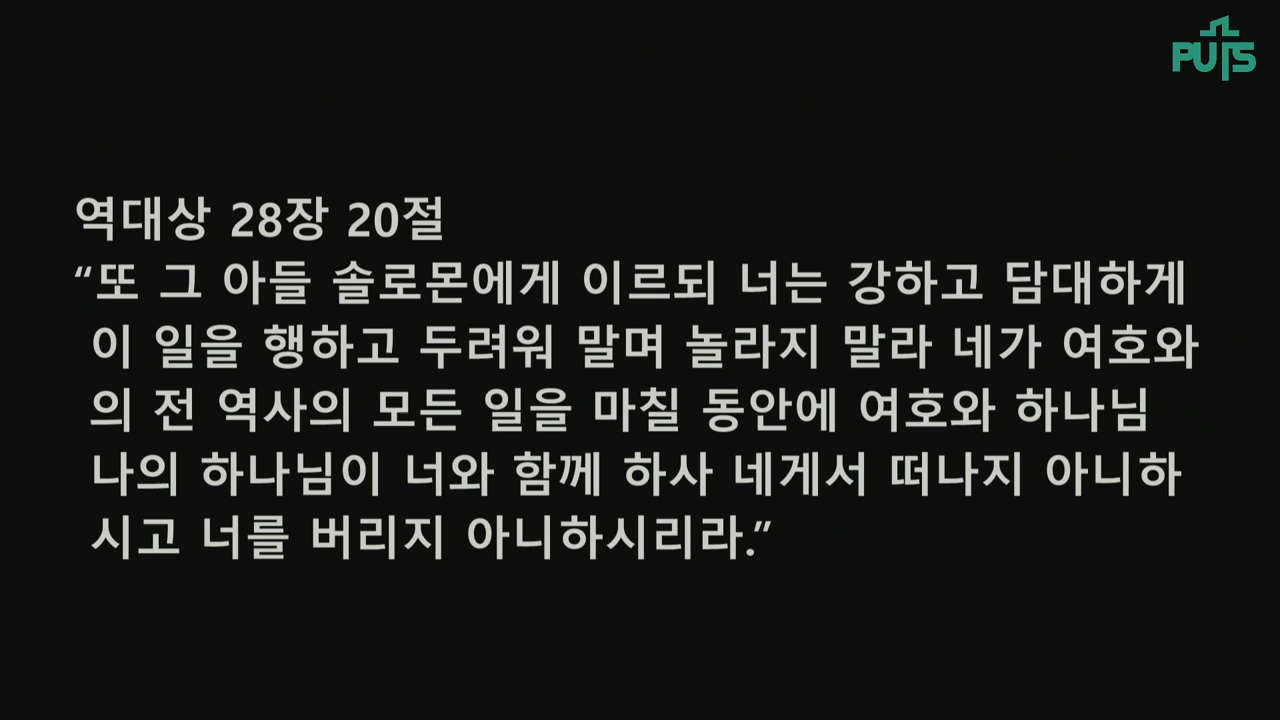 PUTS
역대상 28장 20절
“또 그 아들 솔로몬에게 이르되 너는 강하고 담대하게
이 일을 행하고 두려워 말며 놀라지 말라 네가 여호와
의 전 역사의 모든 일을 마칠 동안에 여호와 하나님
나의 하나님이 너와 함께 하사 네게서 떠나지 아니하
시고 너를 버리지 아니하시리라.”